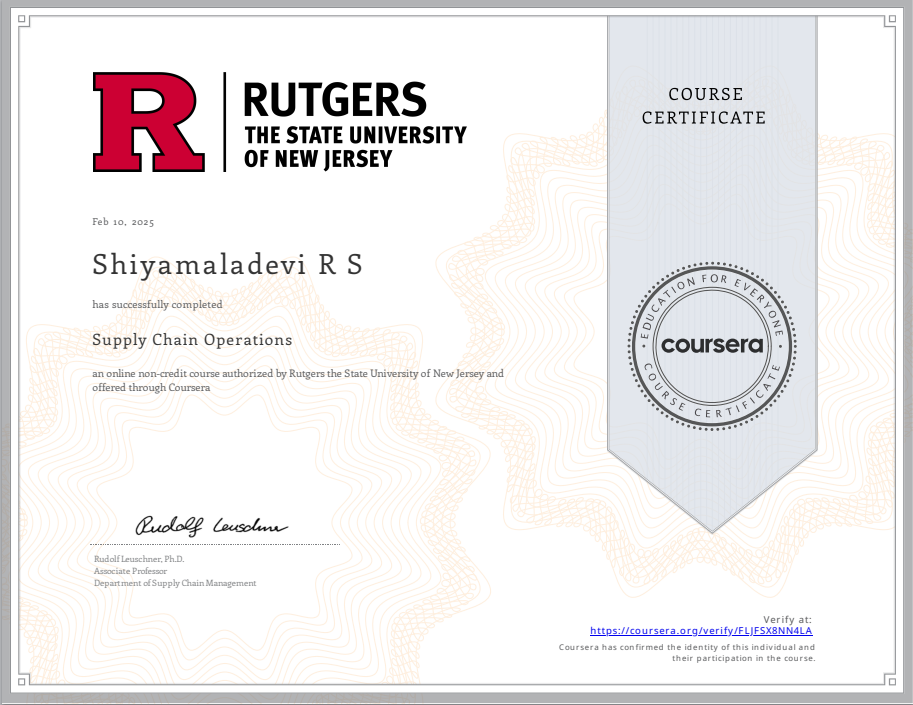 R
RUTGERS
THE STATE UNIVERSITY
OF NEW JERSEY
COURSE
CERTIFICATE
Feb 10, 2025
Shiyamaladevi R S
has successfully completed
Supply Chain Operations
an online non-credit course authorized by Rutgers the State University of New Jersey and
offered through Coursera
EDUCATION FOR EVERYONE
coursera
COURSE CERTIFICATE
Rudolf Leuschner
Rudolf Leuschner, Ph.D.
Associate Professor
Department of Supply Chain Management
Verify at:
https://coursera.org/verify/FLJFSX8NN4LA
Coursera has confirmed the identity of this individual and
their participation in the course.